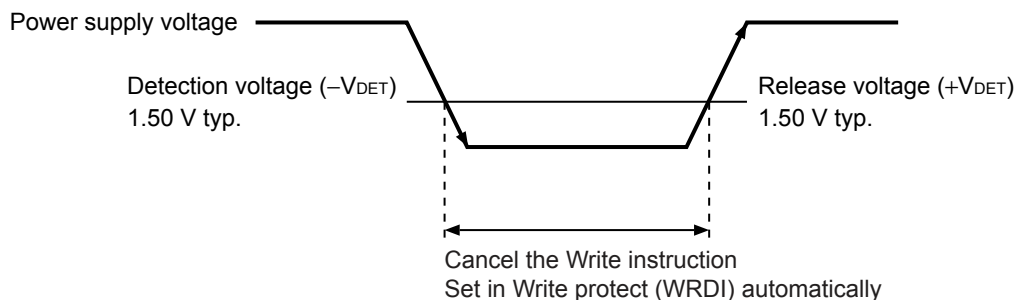 Power supply voltage
Detection voltage (−VDET)
1.50 V typ.
Release voltage (+VDET)
1.50 V typ.
Cancel the Write instruction
Set in Write protect (WRDI) automatically